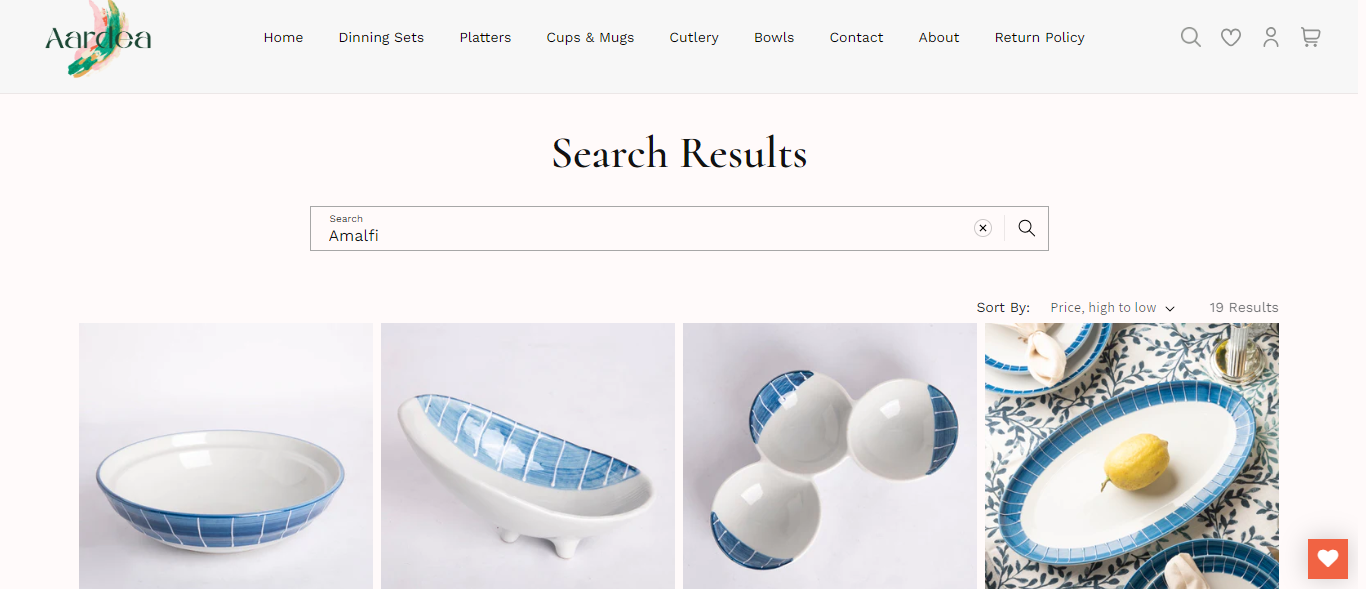 Aardea
Home Dinning Sets Platters Cups & Mugs Cutlery Bowls Contact About Return Policy
Search Results
Search
Amalfi
Sort By: Price, high to low 19 Results